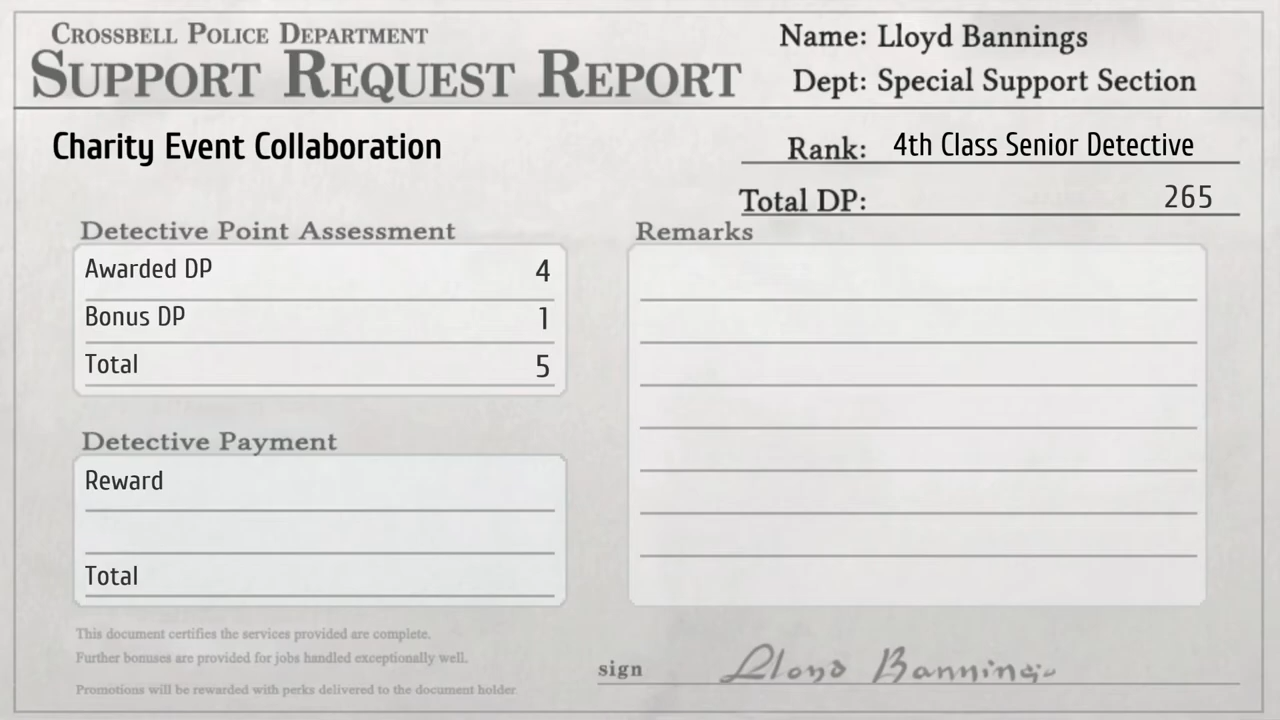 CROSSBELL POLICE DEPARTMENT
SUPPORT REQUEST REPORT
Name: Lloyd Bannings
Dept: Special Support Section
Charity Event Collaboration
Rank: 4th Class Senior Detective
Total DP: 265
Detective Point Assessment
Awarded DP 4
Bonus DP 1
Total 5
Remarks
Detective Payment
Reward
Total
This document certifies the services provided are complete.
Further bonuses are provided for jobs handled exceptionally well.
Promotions will be rewarded with perks delivered to the document holder
sign Lloyd Bannings